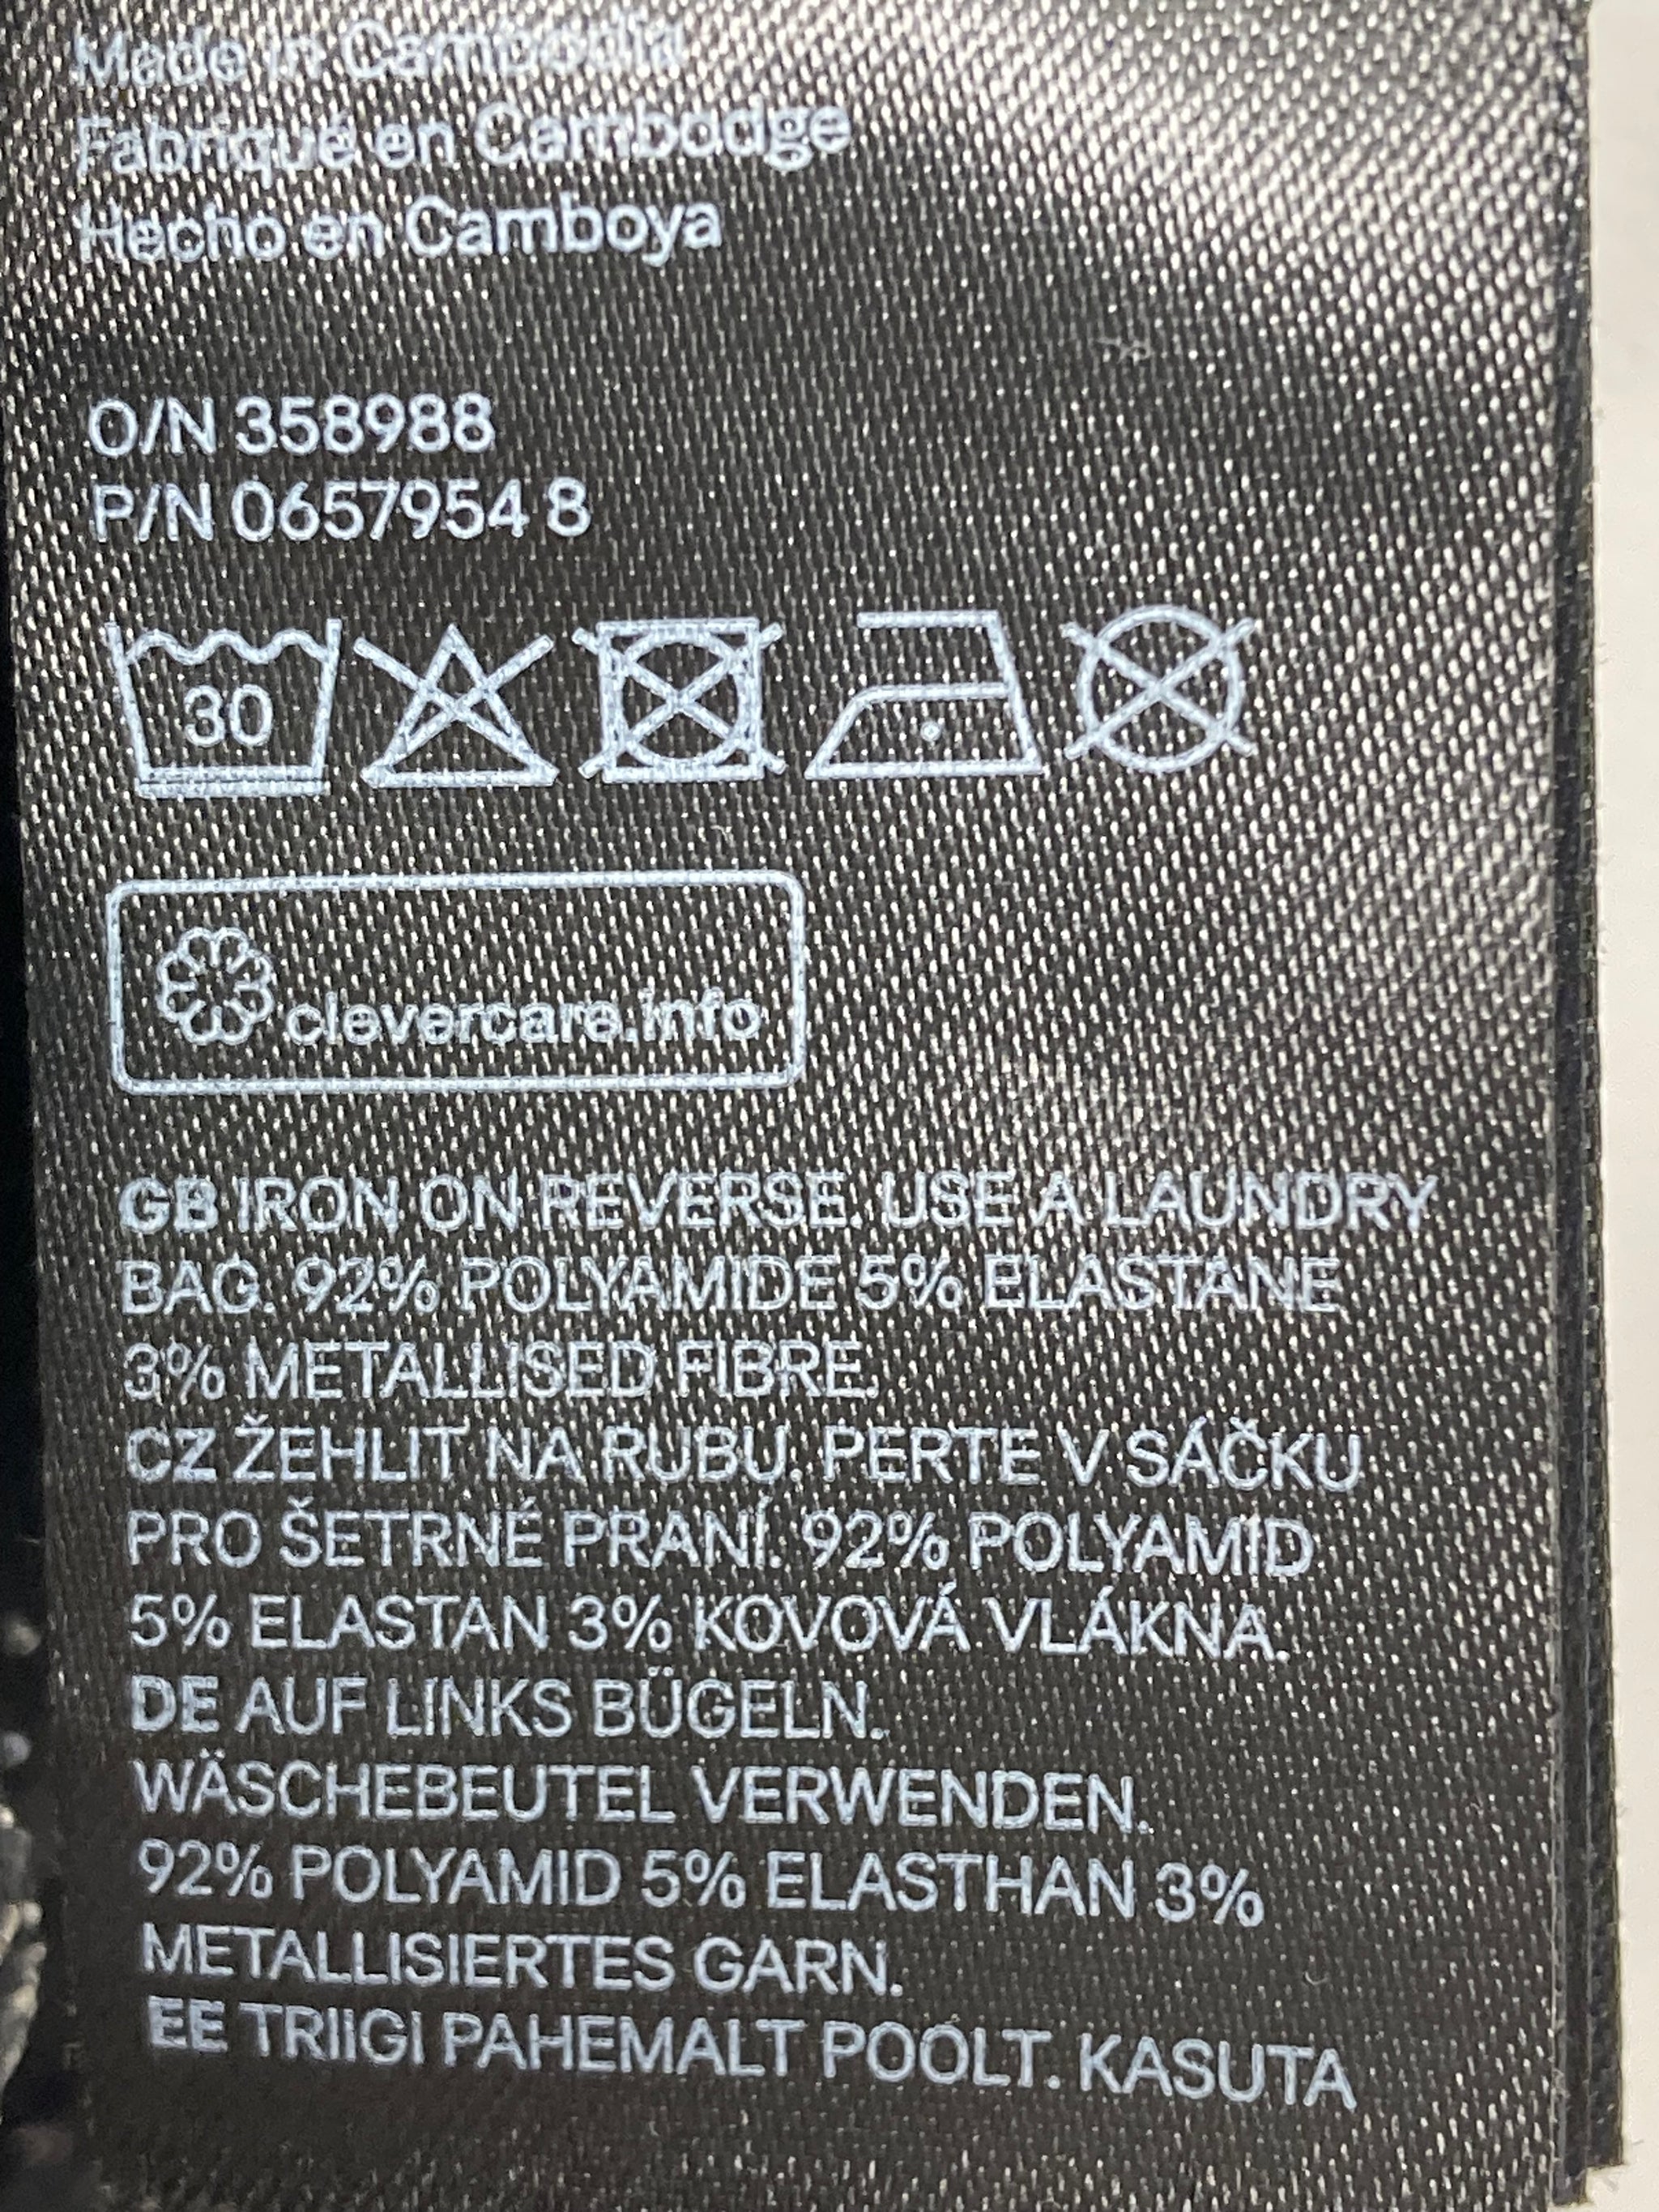 Made in Cambodia
Fabriqué en Cambodge
Hecho en Camboya
O/N 358988
P/N 0657954 8
30
clevercare.info
GB IRON ON REVERSE. USE A LAUNDRY
BAG. 92% POLYAMIDE 5% ELASTANE
3% METALLISED FIBRE.
CZ ŽEHLIT NA RUBU. PERTE V SÁČKU
PRO ŠETRNÉ PRANÍ. 92% POLYAMID
5% ELASTAN 3% KOVOVÁ VLÁKNA.
DE AUF LINKS BÜGELN.
WÄSCHEBEUTEL VERWENDEN.
92% POLYAMID 5% ELASTHAN 3%
METALLISIERTES GARN.
EE TRIIGI PAHEMALT POOLT. KASUTA